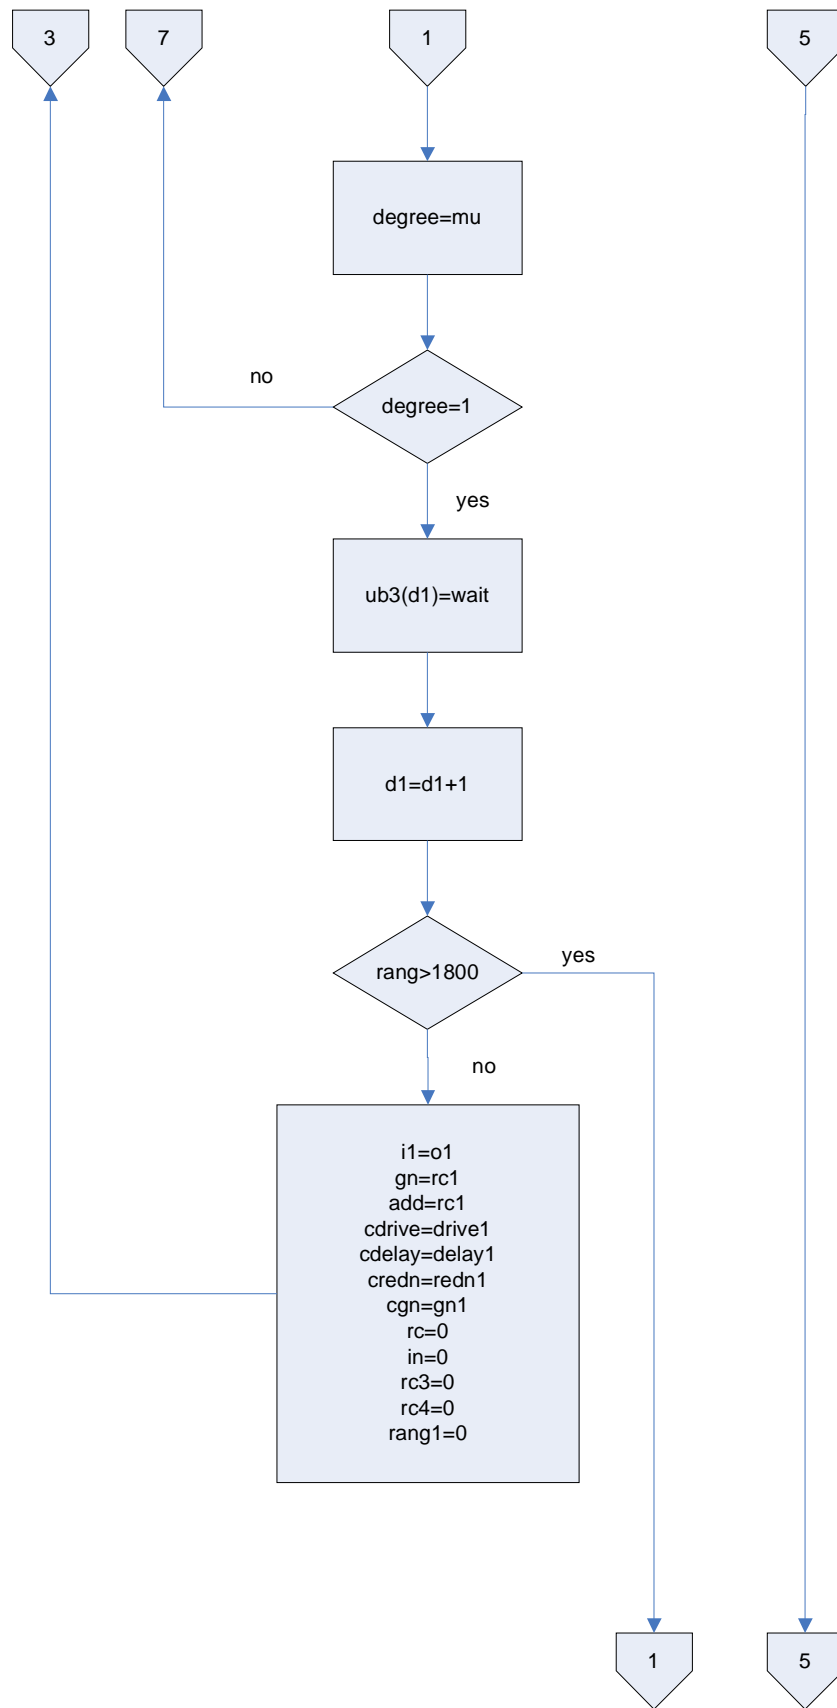 3
7
1
5
degree=mu
no
degree=1
yes
ub3(d1)=wait
d1=d1+1
rang>1800
yes
no
i1=o1
gn=rc1
add=rc1
cdrive=drive1
cdelay=delay1
credn=redn1
cgn=gn1
rc=0
in=0
rc3=0
rc4=0
rang1=0
1
5